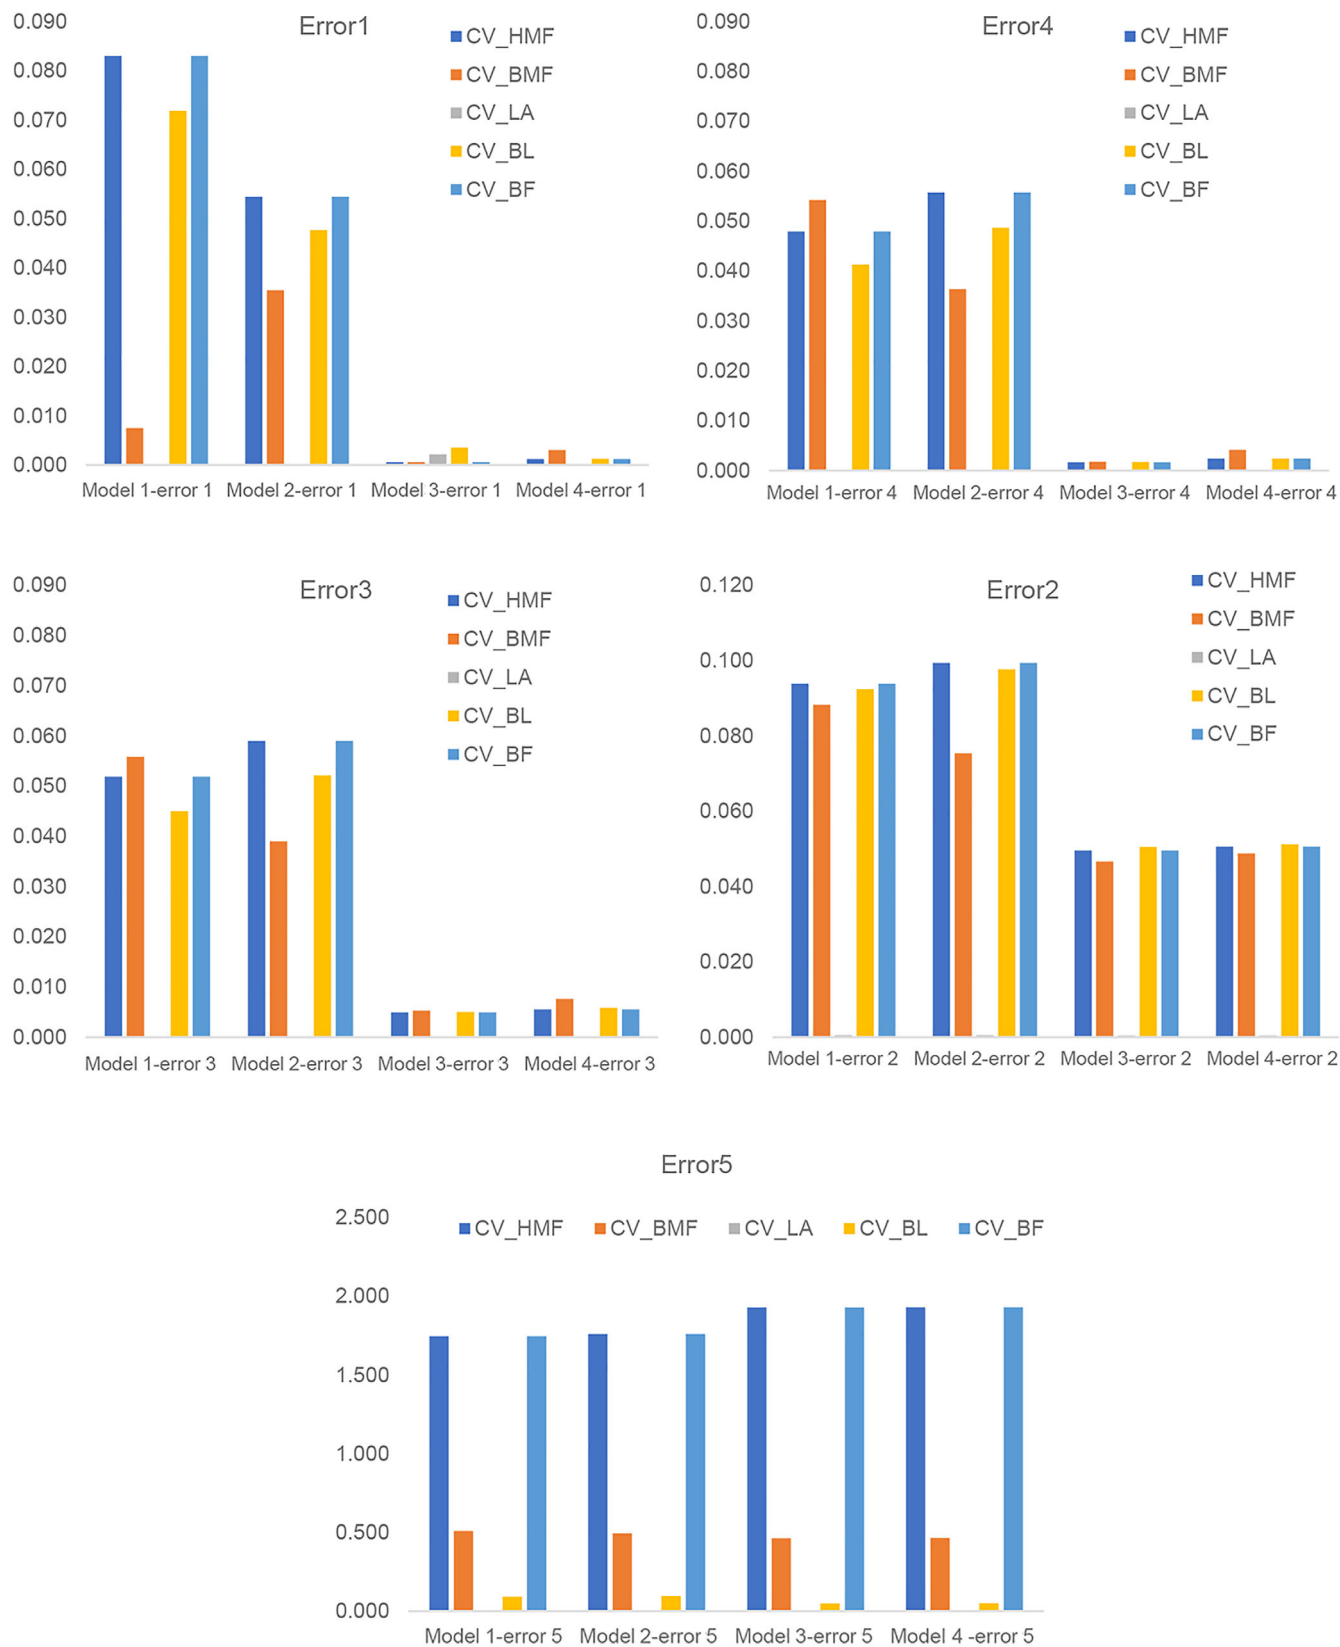 Error1
0.090
0.080
0.070
0.060
0.050
0.040
0.030
0.020
0.010
0.000
CV_HMF
CV_BMF
CV_LA
CV_BL
CV_BF
Model 1-error 1
Model 2-error 1
Model 3-error 1
Model 4-error 1
Error4
0.090
0.080
0.070
0.060
0.050
0.040
0.030
0.020
0.010
0.000
CV_HMF
CV_BMF
CV_LA
CV_BL
CV_BF
Model 1-error 4
Model 2-error 4
Model 3-error 4
Model 4-error 4
Error3
0.090
0.080
0.070
0.060
0.050
0.040
0.030
0.020
0.010
0.000
CV_HMF
CV_BMF
CV_LA
CV_BL
CV_BF
Model 1-error 3
Model 2-error 3
Model 3-error 3
Model 4-error 3
Error2
0.120
0.100
0.080
0.060
0.040
0.020
0.000
CV_HMF
CV_BMF
CV_LA
CV_BL
CV_BF
Model 1-error 2
Model 2-error 2
Model 3-error 2
Model 4-error 2
Error5
2.500
2.000
1.500
1.000
0.500
0.000
CV_HMF
CV_BMF
CV_LA
CV_BL
CV_BF
Model 1-error 5
Model 2-error 5
Model 3-error 5
Model 4 -error 5